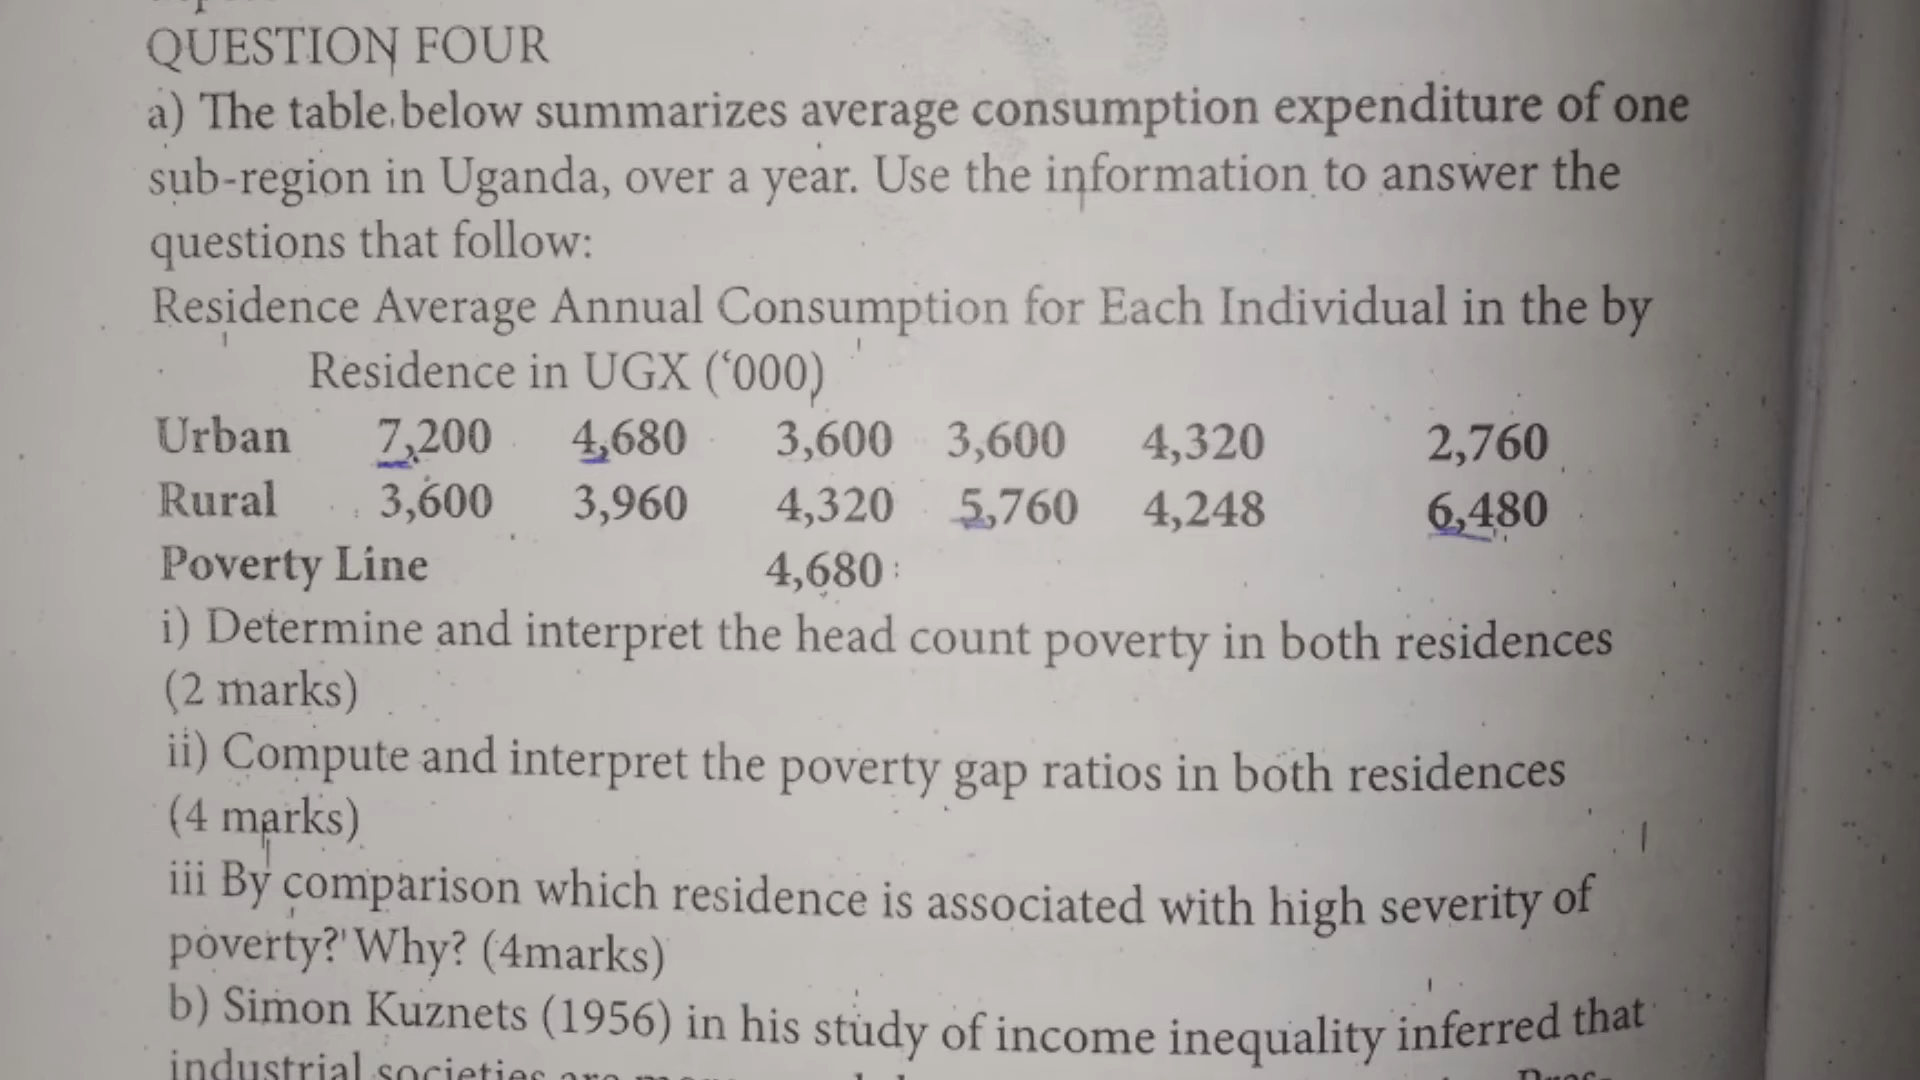 QUESTION FOUR
a) The table below summarizes average consumption expenditure of one
sub-region in Uganda, over a year. Use the information to answer the
questions that follow:
Residence Average Annual Consumption for Each Individual in the by
Residence in UGX (‘000)
Urban 7,200 4,680 3,600 3,600 4,320 2,760
Rural 3,600 3,960 4,320 5,760 4,248 6,480
Poverty Line 4,680
i) Determine and interpret the head count poverty in both residences
(2 marks)
ii) Compute and interpret the poverty gap ratios in both residences
(4 marks)
iii By comparison which residence is associated with high severity of
poverty? Why? (4marks)
b) Simon Kuznets (1956) in his study of income inequality inferred that
industrial societies are